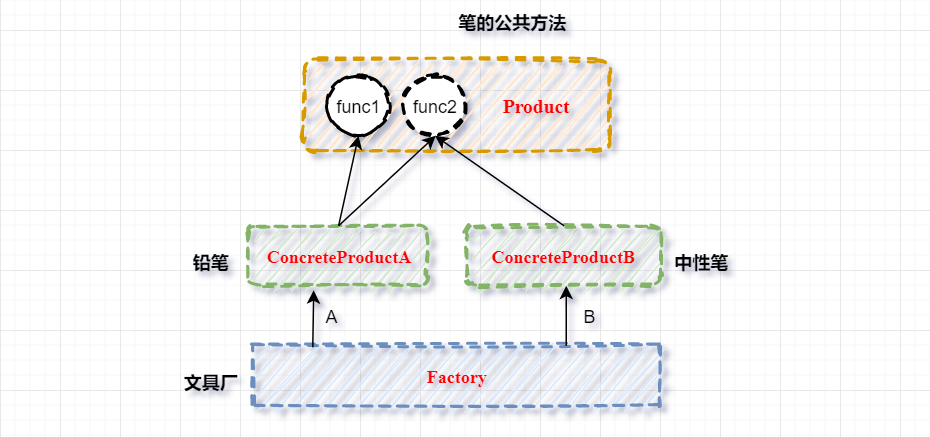 笔的公共方法
func1
func2
Product
铅笔
ConcreteProductA
ConcreteProductB
中性笔
A
B
文具厂
Factory